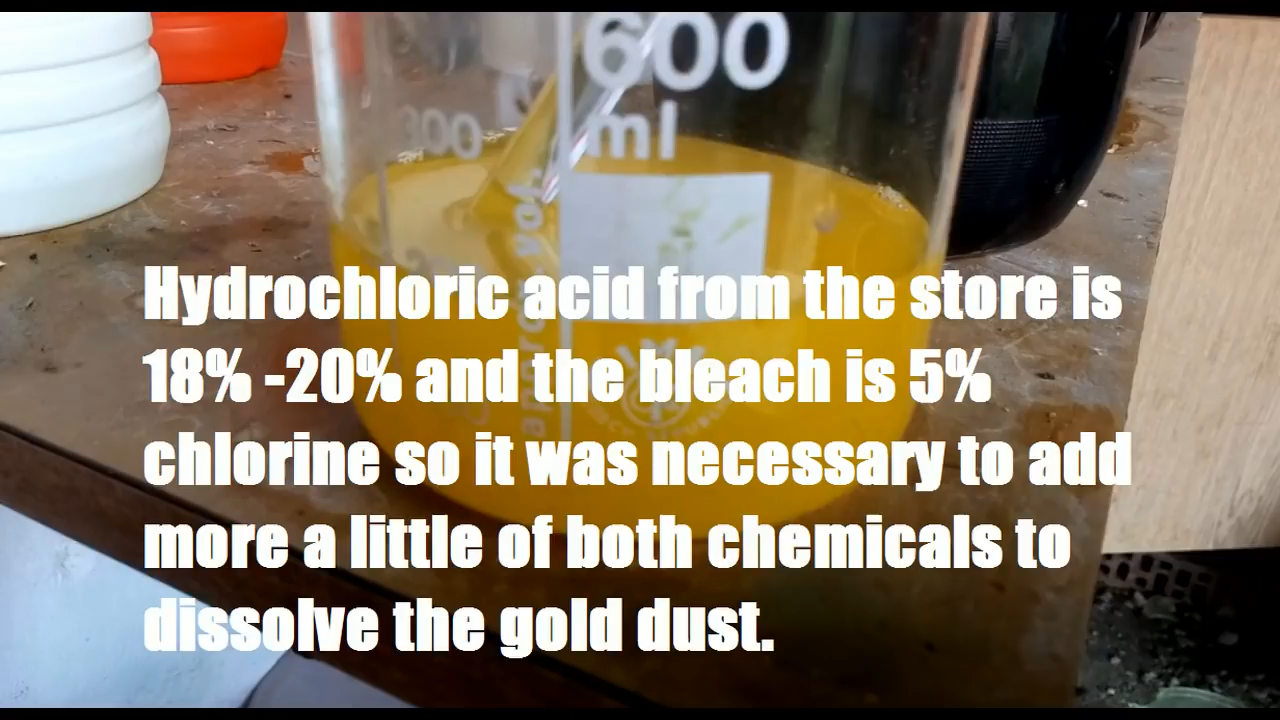 600
ml
300
Hydrochloric acid from the store is
18% -20% and the bleach is 5%
chlorine so it was necessary to add
more a little of both chemicals to
dissolve the gold dust.